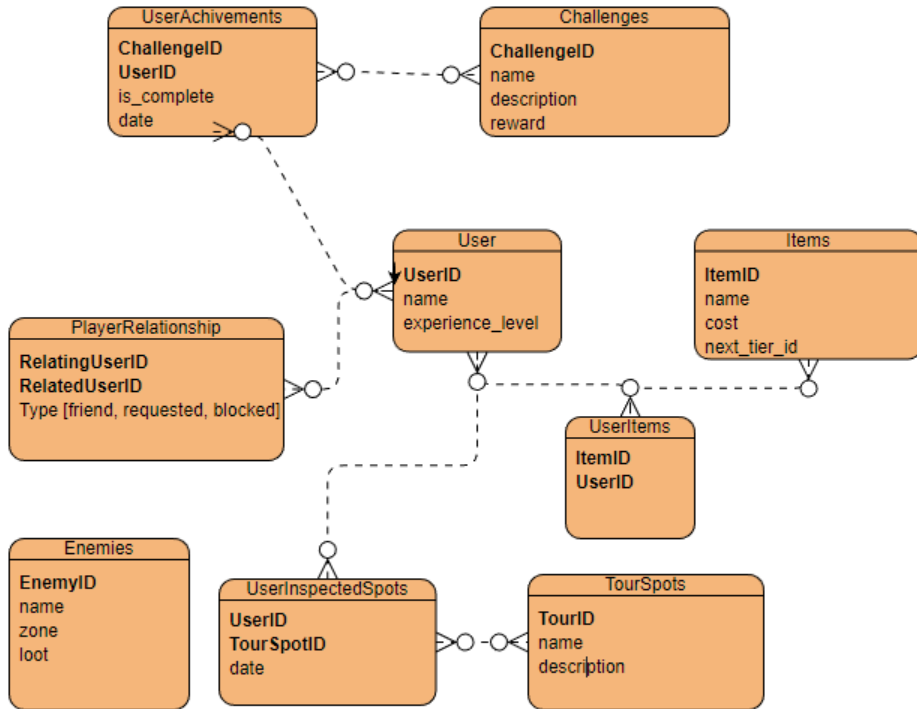 UserAchivements
ChallengeID
UserID
is_complete
date
Challenges
ChallengeID
name
description
reward
User
UserID
name
experience_level
Items
ItemID
name
cost
next_tier_id
PlayerRelationship
RelatingUserID
RelatedUserID
Type [friend, requested, blocked]
UserItems
ItemID
UserID
Enemies
EnemyID
name
zone
loot
UserInspectedSpots
UserID
TourSpotID
date
TourSpots
TourID
name
description